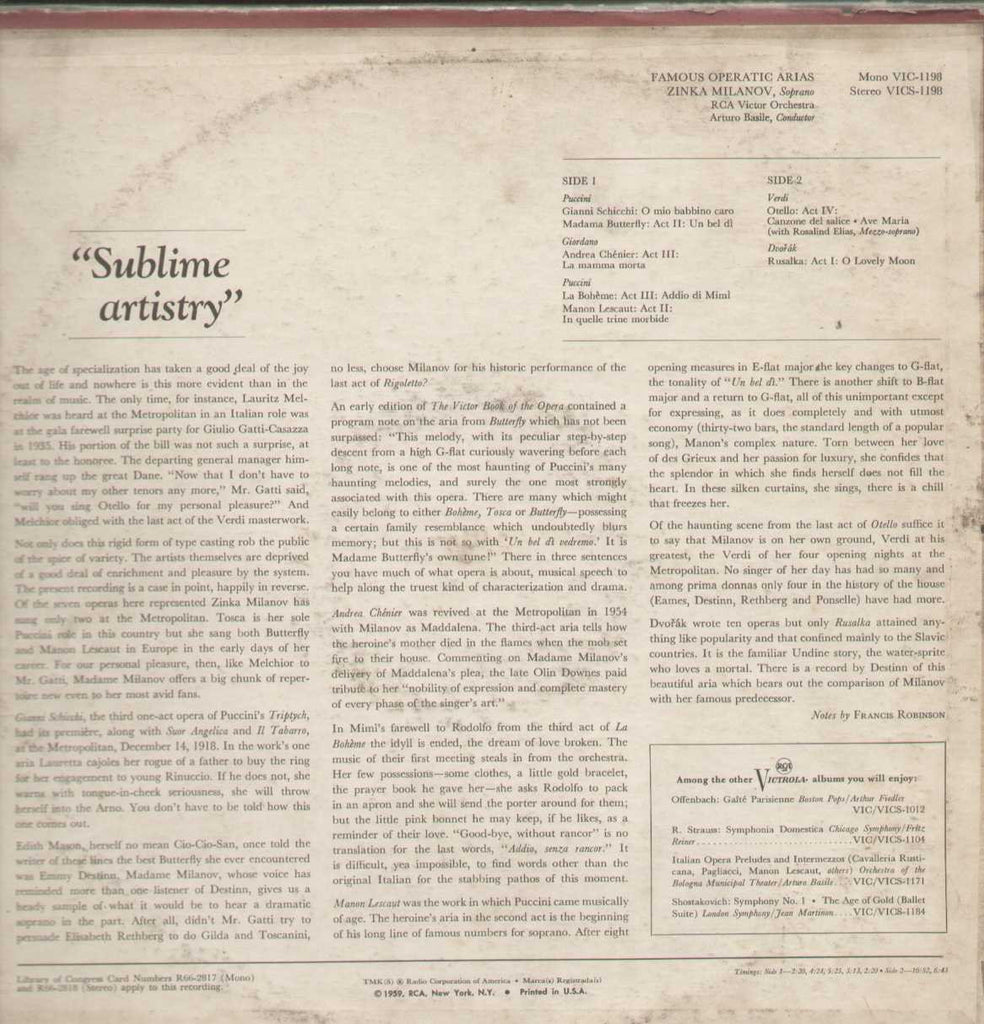 FAMOUS OPERATIC ARIAS
ZINKA MILANOV, Soprano
RCA Victor Orchestra
Arturo Basile, Conductor
Mono VIC-1198
Stereo VICS-1198
SIDE 1
Puccini
Gianni Schicchi: O mio babbino caro
Madama Butterfly: Act II: Un bel dì
Giordano
Andrea Chénier: Act III:
La mamma morta
Puccini
La Bohème: Act III: Addio di Mimì
Manon Lescaut: Act II:
In quelle trine morbide
SIDE 2
Verdi
Otello: Act IV:
Canzone del salice • Ave Maria
(with Rosalind Elias, Mezzo-soprano)
Dvořák
Rusalka: Act I: O Lovely Moon
“Sublime
artistry”
The age of specialization has taken a good deal of the joy
out of life and nowhere is this more evident than in the
realm of music. The only time, for instance, Lauritz Mel-
chior was heard at the Metropolitan in an Italian role was
at the gala farewell surprise party for Giulio Gatti-Casazza
in 1935. His portion of the bill was not such a surprise, at
least to the honoree. The departing general manager him-
self rang up the great Dane. “Now that I don't have to
worry about my other tenors any more,” Mr. Gatti said,
“will you sing Otello for my personal pleasure?” And
Melchior obliged with the last act of the Verdi masterwork.
Not only does this rigid form of type casting rob the public
of the spice of variety. The artists themselves are deprived
of a good deal of enrichment and pleasure by the system.
The present recording is a case in point, happily in reverse.
Of the seven operas here represented Zinka Milanov has
sung only two at the Metropolitan. Tosca is her sole
Puccini role in this country but she sang both Butterfly
and Manon Lescaut in Europe in the early days of her
career. For our personal pleasure, then, like Melchior to
Mr. Gatti, Madame Milanov offers a big chunk of reper-
toire new even to her most avid fans.
Gianni Schicchi, the third one-act opera of Puccini's Triptych,
had its première, along with Suor Angelica and Il Tabarro,
at the Metropolitan, December 14, 1918. In the work's one
aria Lauretta cajoles her rogue of a father to buy the ring
for her engagement to young Rinuccio. If he does not, she
warns with tongue-in-cheek seriousness, she will throw
herself into the Arno. You don't have to be told how this
one comes out.
Edith Mason, herself no mean Cio-Cio-San, once told the
writer of these lines the best Butterfly she ever encountered
was Emmy Destinn. Madame Milanov, whose voice has
reminded more than one listener of Destinn, gives us a
heady sample of what it would be to hear a dramatic
soprano in the part. After all, didn't Mr. Gatti try to
persuade Elisabeth Rethberg to do Gilda and Toscanini,
no less, choose Milanov for his historic performance of the
last act of Rigoletto?
An early edition of The Victor Book of the Opera contained a
program note on the aria from Butterfly which has not been
surpassed: “This melody, with its peculiar step-by-step
descent from a high G-flat curiously wavering before each
long note, is one of the most haunting of Puccini's many
haunting melodies, and surely the one most strongly
associated with this opera. There are many which might
easily belong to either Bohème, Tosca or Butterfly—possessing
a certain family resemblance which undoubtedly blurs
memory; but this is not so with ‘Un bel dì vedremo.’ It is
Madame Butterfly's own tune!” There in three sentences
you have much of what opera is about, musical speech to
help along the truest kind of characterization and drama.
Andrea Chénier was revived at the Metropolitan in 1954
with Milanov as Maddalena. The third-act aria tells how
the heroine's mother died in the flames when the mob set
fire to their house. Commenting on Madame Milanov's
delivery of Maddalena's plea, the late Olin Downes paid
tribute to her “nobility of expression and complete mastery
of every phase of the singer's art.”
In Mimi's farewell to Rodolfo from the third act of La
Bohème the idyll is ended, the dream of love broken. The
music of their first meeting steals in from the orchestra.
Her few possessions—some clothes, a little gold bracelet,
the prayer book he gave her—she asks Rodolfo to pack
in an apron and she will send the porter around for them;
but the little pink bonnet he may keep, if he likes, as a
reminder of their love. “Good-bye, without rancor” is no
translation for the last words, “Addio, senza rancor.” It
is difficult, yea impossible, to find words other than the
original Italian for the stabbing pathos of this moment.
Manon Lescaut was the work in which Puccini came musically
of age. The heroine's aria in the second act is the beginning
of his long line of famous numbers for soprano. After eight
opening measures in E-flat major the key changes to G-flat,
the tonality of “Un bel dì.” There is another shift to B-flat
major and a return to G-flat, all of this unimportant except
for expressing, as it does completely and with utmost
economy (thirty-two bars, the standard length of a popular
song), Manon's complex nature. Torn between her love
of des Grieux and her passion for luxury, she confides that
the splendor in which she finds herself does not fill the
heart. In these silken curtains, she sings, there is a chill
that freezes her.
Of the haunting scene from the last act of Otello suffice it
to say that Milanov is on her own ground, Verdi at his
greatest, the Verdi of her four opening nights at the
Metropolitan. No singer of her day has had so many and
among prima donnas only four in the history of the house
(Eames, Destinn, Rethberg and Ponselle) have had more.
Dvořák wrote ten operas but only Rusalka attained any-
thing like popularity and that confined mainly to the Slavic
countries. It is the familiar Undine story, the water-sprite
who loves a mortal. There is a record by Destinn of this
beautiful aria which bears out the comparison of Milanov
with her famous predecessor.
Notes by FRANCIS ROBINSON
RCA
Among the other VICTROLA® albums you will enjoy:
Offenbach: Gaîté Parisienne Boston Pops/Arthur Fiedler
VIC/VICS-1012
R. Strauss: Symphonia Domestica Chicago Symphony/Fritz
Reiner.........................VIC/VICS-1104
Italian Opera Preludes and Intermezzos (Cavalleria Rusti-
cana, Pagliacci, Manon Lescaut, others) Orchestra of the
Bologna Municipal Theater/Arturo Basile...VIC/VICS-1171
Shostakovich: Symphony No. 1 • The Age of Gold (Ballet
Suite) London Symphony/Jean Martinon....VIC/VICS-1184
Library of Congress Card Numbers R66-2817 (Mono)
and R66-2818 (Stereo) apply to this recording.
TMK(S) ® Radio Corporation of America • Marca(s) Registrada(s)
©1959, RCA, New York, N.Y. • Printed in U.S.A.
Timings: Side 1—2:20, 4:24, 5:23, 3:13, 2:20 • Side 2—16:52, 6:43